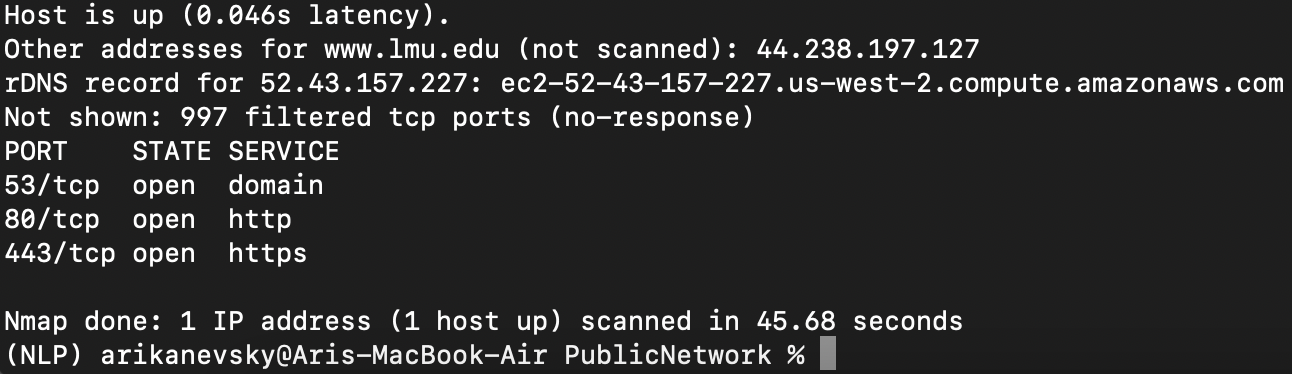 Host is up (0.046s latency).
Other addresses for www.lmu.edu (not scanned): 44.238.197.127
rDNS record for 52.43.157.227: ec2-52-43-157-227.us-west-2.compute.amazonaws.com
Not shown: 997 filtered tcp ports (no-response)
PORT    STATE SERVICE
53/tcp  open  domain
80/tcp  open  http
443/tcp open  https
Nmap done: 1 IP address (1 host up) scanned in 45.68 seconds
(NLP) arikanevsky@Aris-MacBook-Air PublicNetwork %